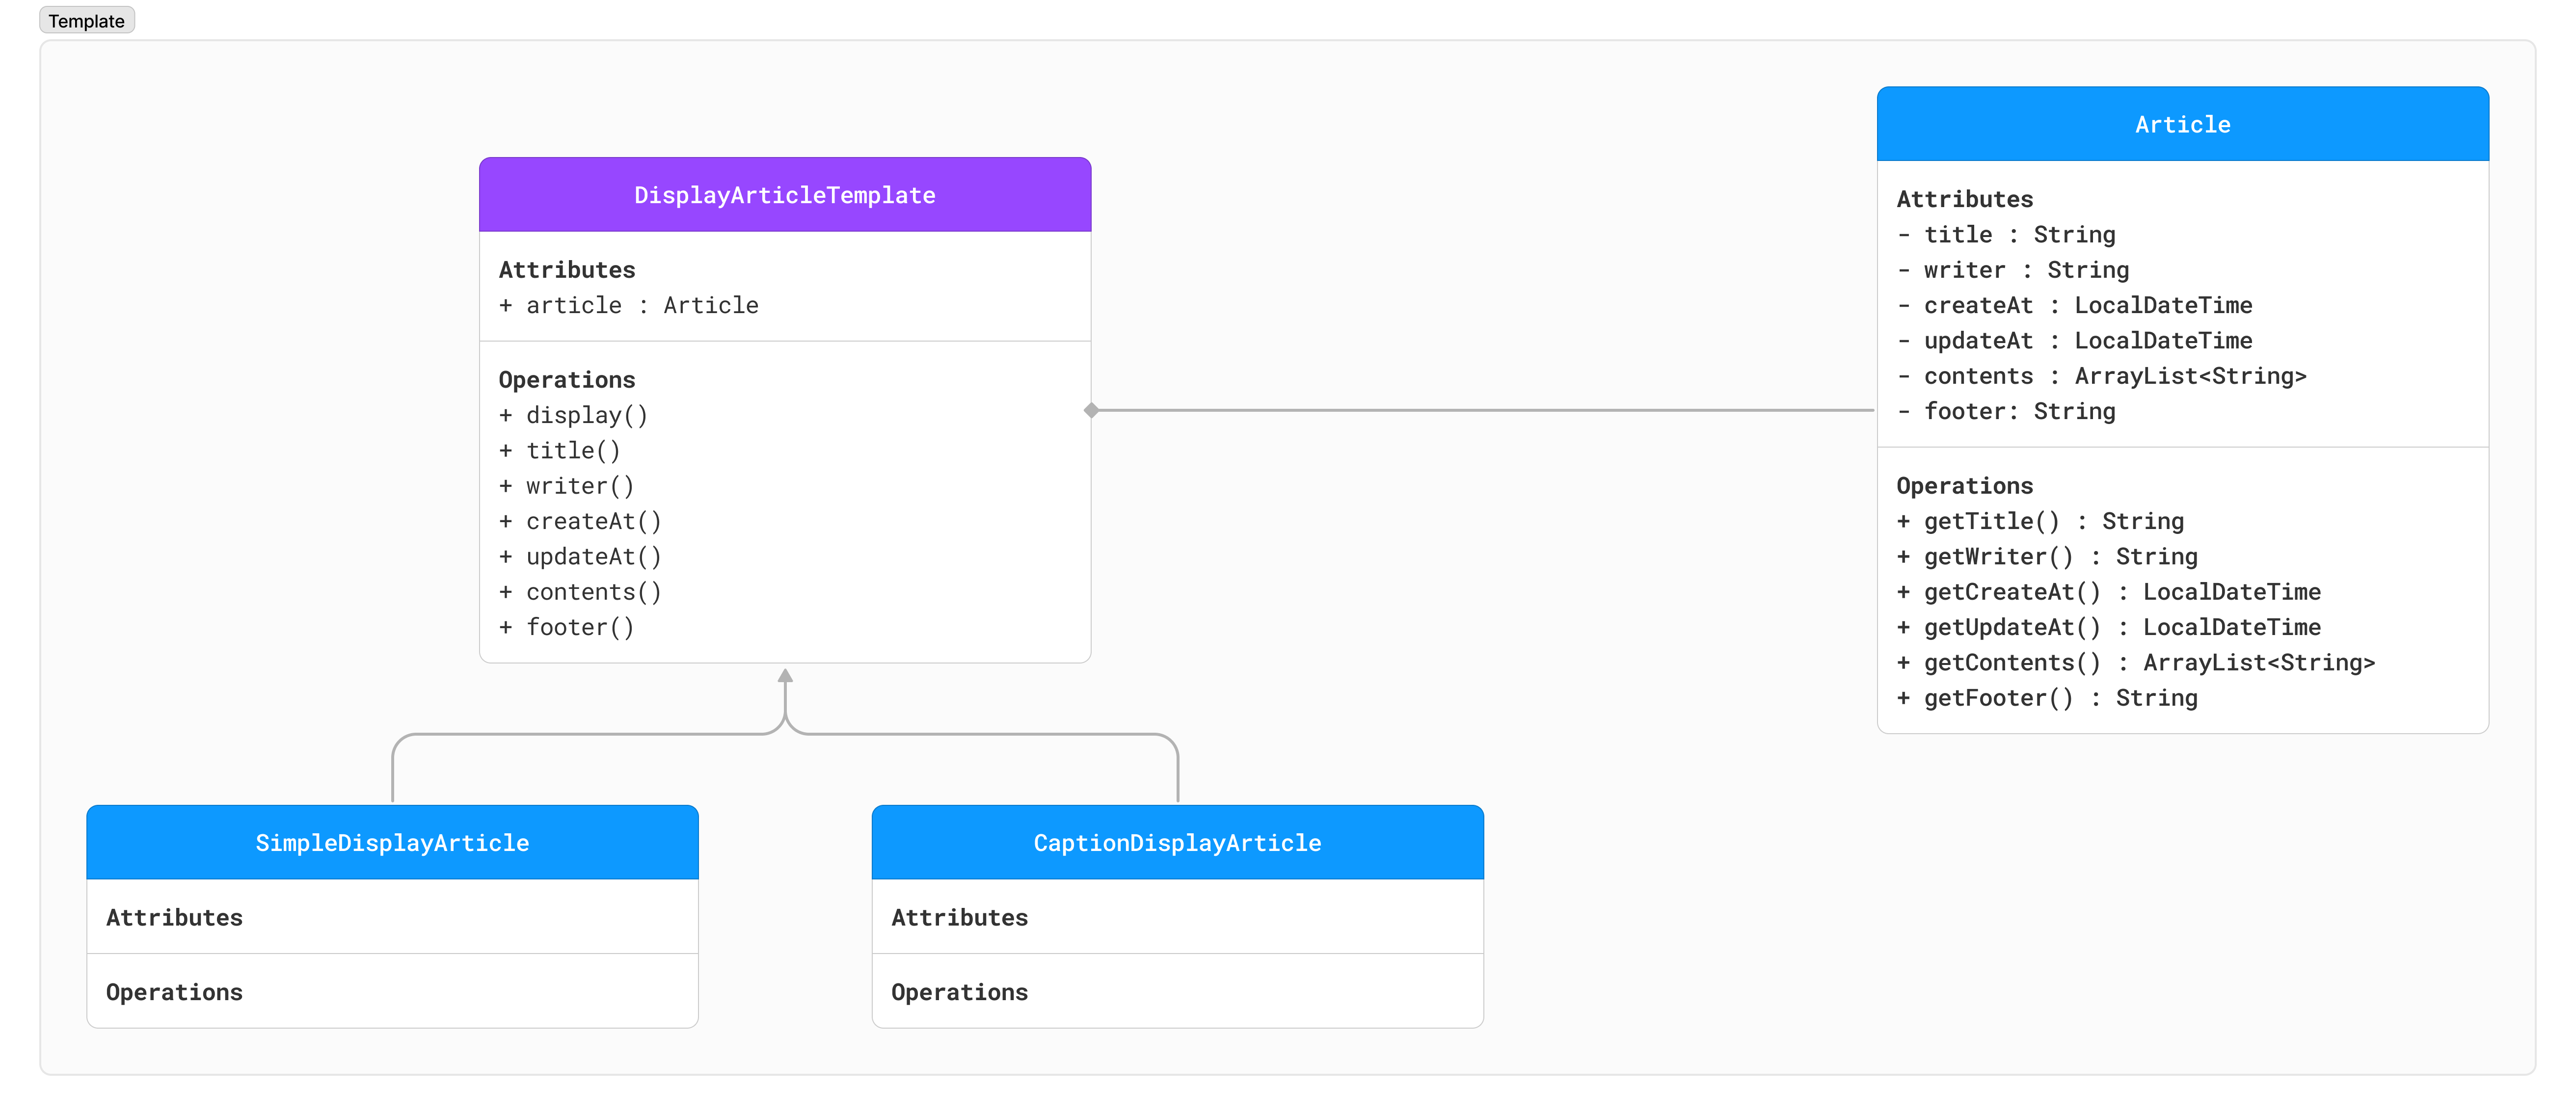 Template
DisplayArticleTemplate
Attributes
+ article : Article
Operations
+ display()
+ title()
+ writer()
+ createAt()
+ updateAt()
+ contents()
+ footer()
Article
Attributes
- title : String
- writer : String
- createAt : LocalDateTime
- updateAt : LocalDateTime
- contents : ArrayList<String>
- footer: String
Operations
+ getTitle() : String
+ getWriter() : String
+ getCreateAt() : LocalDateTime
+ getUpdateAt() : LocalDateTime
+ getContents() : ArrayList<String>
+ getFooter() : String
SimpleDisplayArticle
Attributes
Operations
CaptionDisplayArticle
Attributes
Operations